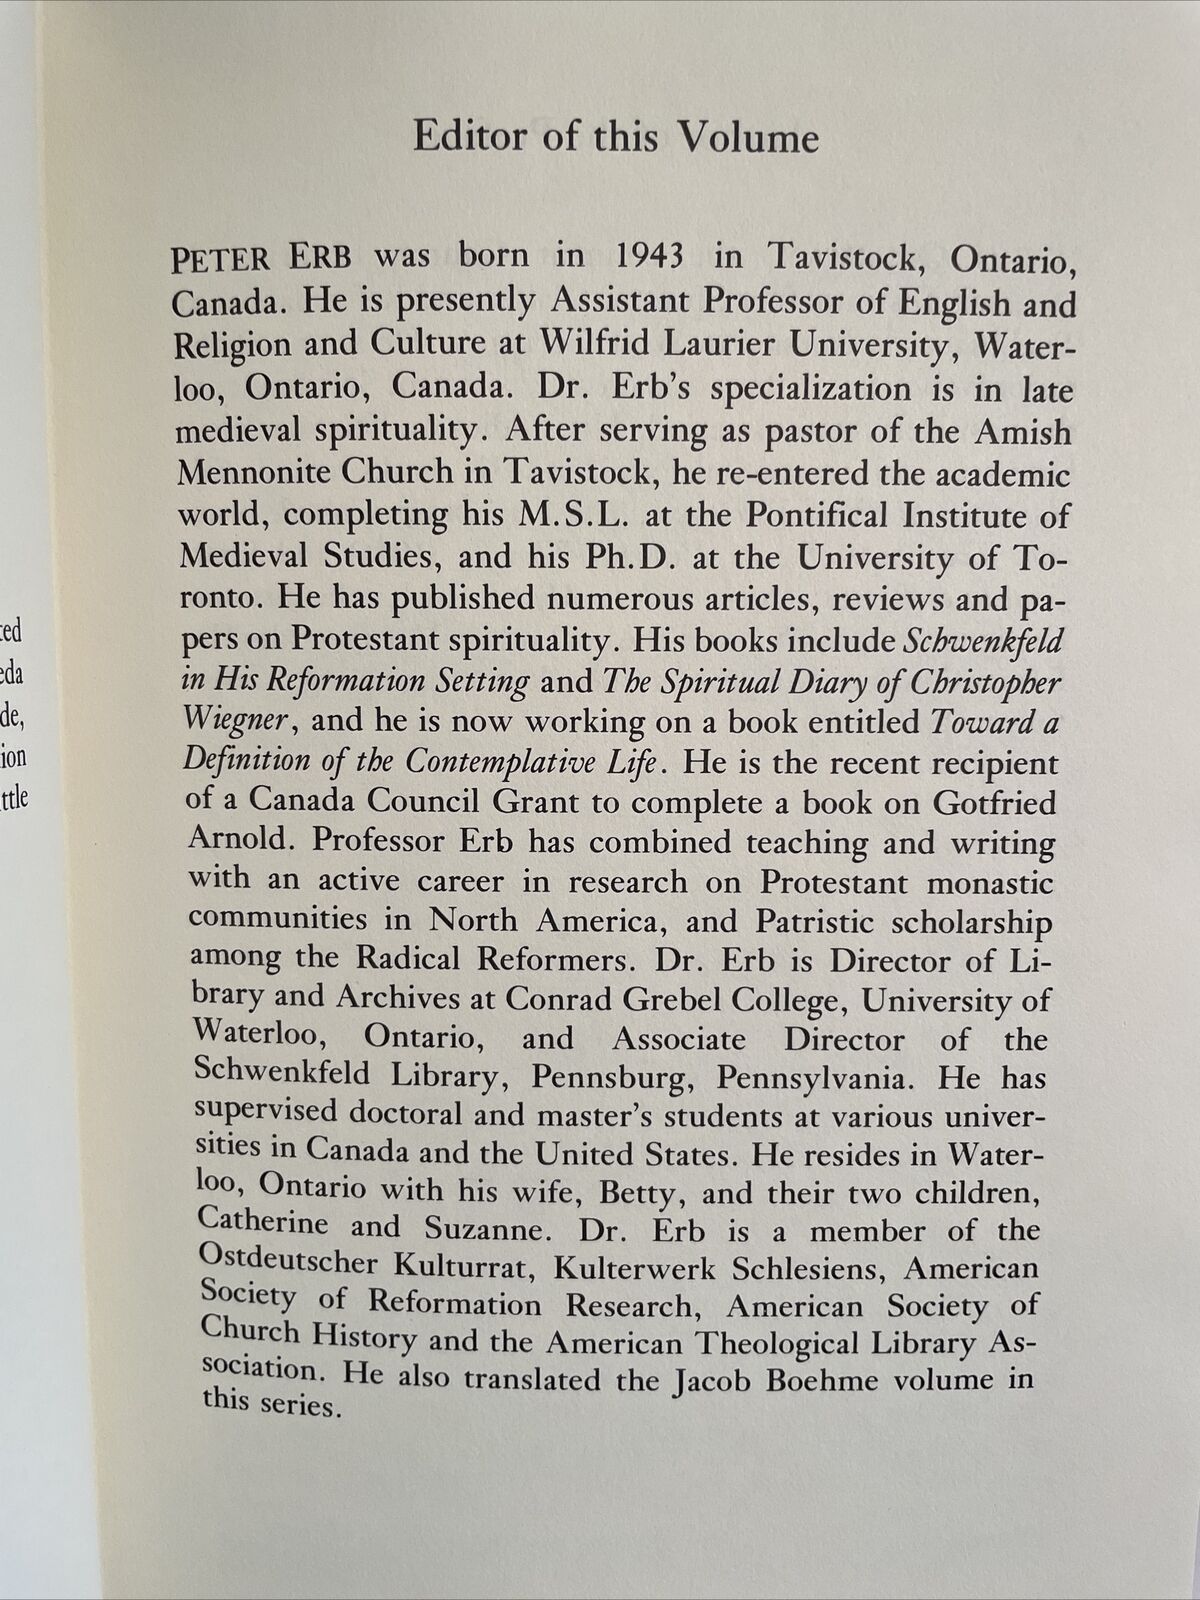 Editor of this Volume
PETER ERB was born in 1943 in Tavistock, Ontario,
Canada. He is presently Assistant Professor of English and
Religion and Culture at Wilfrid Laurier University, Water-
loo, Ontario, Canada. Dr. Erb's specialization is in late
medieval spirituality. After serving as pastor of the Amish
Mennonite Church in Tavistock, he re-entered the academic
world, completing his M.S.L. at the Pontifical Institute of
Medieval Studies, and his Ph.D. at the University of To-
ronto. He has published numerous articles, reviews and pa-
pers on Protestant spirituality. His books include Schwenkfeld
in His Reformation Setting and The Spiritual Diary of Christopher
Wiegner, and he is now working on a book entitled Toward a
Definition of the Contemplative Life. He is the recent recipient
of a Canada Council Grant to complete a book on Gotfried
Arnold. Professor Erb has combined teaching and writing
with an active career in research on Protestant monastic
communities in North America, and Patristic scholarship
among the Radical Reformers. Dr. Erb is Director of Li-
brary and Archives at Conrad Grebel College, University of
Waterloo, Ontario, and Associate Director of the
Schwenkfeld Library, Pennsburg, Pennsylvania. He has
supervised doctoral and master's students at various univer-
sities in Canada and the United States. He resides in Water-
loo, Ontario with his wife, Betty, and their two children,
Catherine and Suzanne. Dr. Erb is a member of the
Ostdeutscher Kulturrat, Kulterwerk Schlesiens, American
Society of Reformation Research, American Society of
Church History and the American Theological Library As-
sociation. He also translated the Jacob Boehme volume in
this series.